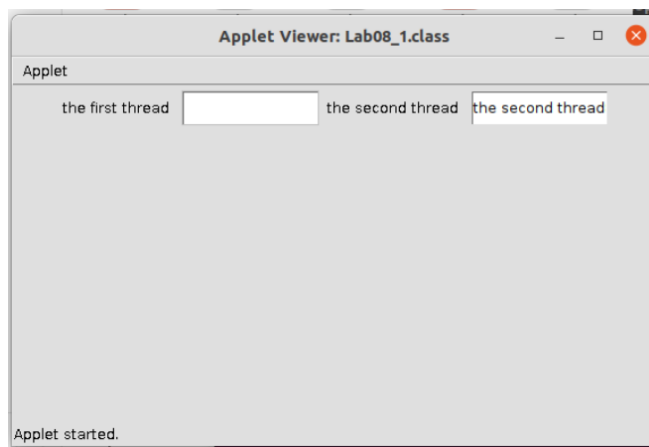 Applet Viewer: Lab08_1.class
Applet
the first thread the second thread the second thread
Applet started.